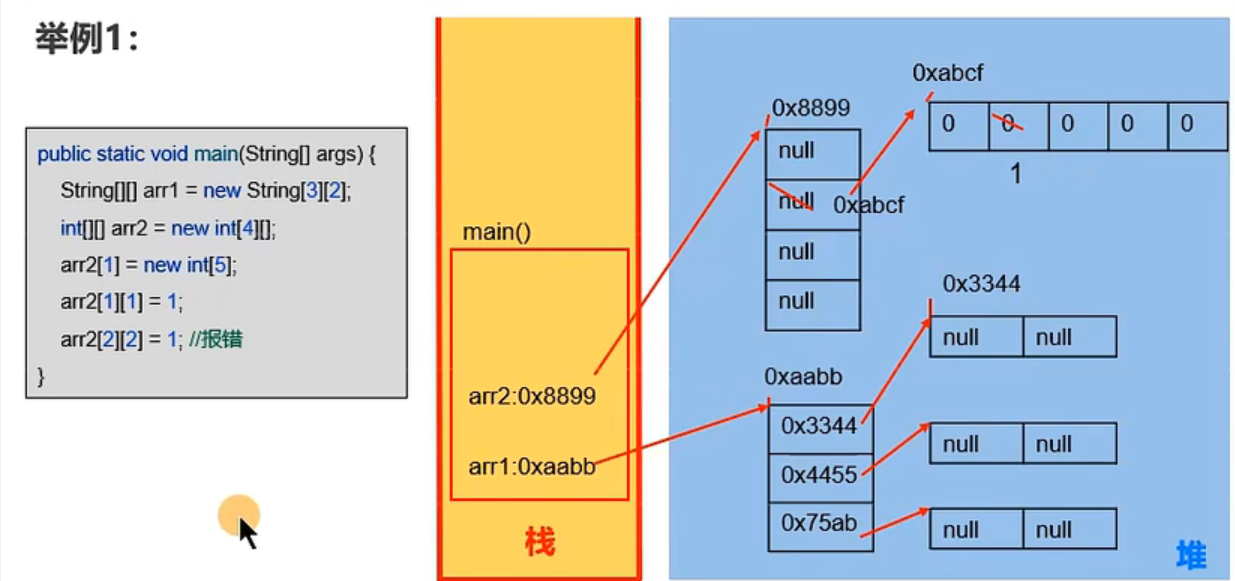 举例1：
public static void main(String[] args) {
String[][] arr1 = new String[3][2];
int[][] arr2 = new int[4][];
arr2[1] = new int[5];
arr2[1][1] = 1;
arr2[2][2] = 1; //报错
}
main()
arr2:0x8899
arr1:0xaabb
栈
0x8899
null
null 0xabcf
null
null
0xabcf
0 0 0 0 0
1
0xaabb
0x3344
0x4455
0x75ab
0x3344
null null
null null
null null
堆